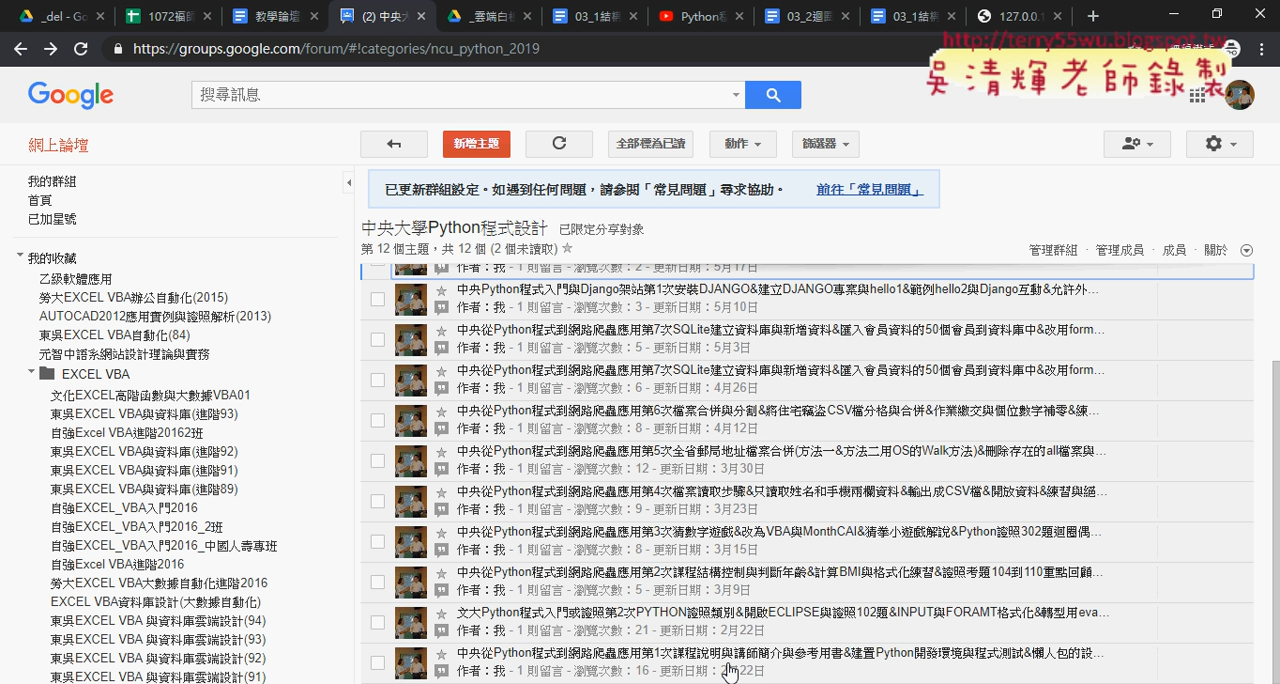 _del - Go
1072福師
教學論壇
(2) 中央大
_雲端白板
03_1結構
Python程
03_2迴圈
03_1結構
127.0.0.1
https://groups.google.com/forum/#!categories/ncu_python_2019
http://terry55wu.blogspot.tw
吳清輝老師錄製
Google
搜尋訊息
網上論壇
新增主題
全部標為已讀
動作
篩選器
我的群組
首頁
已加星號
我的收藏
乙級軟體應用
勞大EXCEL VBA辦公自動化(2015)
AUTOCAD2012應用實例與證照解析(2013)
東吳EXCEL VBA自動化(84)
元智中語系網站設計理論與實務
EXCEL VBA
文化EXCEL高階函數與大數據VBA01
東吳EXCEL VBA與資料庫(進階93)
自強Excel VBA進階20162班
東吳EXCEL VBA與資料庫(進階92)
東吳EXCEL VBA與資料庫(進階91)
東吳EXCEL VBA與資料庫(進階89)
自強EXCEL_VBA入門2016
自強EXCEL_VBA入門2016_2班
自強EXCEL_VBA入門2016_中國人壽專班
自強Excel VBA進階2016
勞大EXCEL VBA大數據自動化進階2016
EXCEL VBA資料庫設計(大數據自動化)
東吳EXCEL VBA 與資料庫雲端設計(94)
東吳EXCEL VBA 與資料庫雲端設計(93)
東吳EXCEL VBA 與資料庫雲端設計(92)
東吳EXCEL VBA 與資料庫雲端設計(91)
已更新群組設定。如遇到任何問題，請參閱「常見問題」尋求協助。 前往「常見問題」
中央大學Python程式設計 已限定分享對象
第 12 個主題，共 12 個 (2 個未讀取)
管理群組 · 管理成員 · 成員 · 關於
作者：我 - 1 則留言 - 瀏覽次數：2 - 更新日期：5月17日
中央Python程式入門與Django架站第1次安裝DJANGO&建立DJANGO專案與hello1&範例hello2與Django互動&允許外...
作者：我 - 1 則留言 - 瀏覽次數：3 - 更新日期：5月10日
中央從Python程式到網路爬蟲應用第7次SQLite建立資料庫與新增資料&匯入會員資料的50個會員到資料庫中&改用form...
作者：我 - 1 則留言 - 瀏覽次數：5 - 更新日期：5月3日
中央從Python程式到網路爬蟲應用第7次SQLite建立資料庫與新增資料&匯入會員資料的50個會員到資料庫中&改用form...
作者：我 - 1 則留言 - 瀏覽次數：6 - 更新日期：4月26日
中央從Python程式到網路爬蟲應用第6次檔案合併與分割&將住宅竊盜CSV檔分格與合併&作業繳交與個位數字補零&練...
作者：我 - 1 則留言 - 瀏覽次數：8 - 更新日期：4月12日
中央從Python程式到網路爬蟲應用第5次全省郵局地址檔案合併(方法一&方法二用OS的Walk方法)&刪除存在的all檔案與...
作者：我 - 1 則留言 - 瀏覽次數：12 - 更新日期：3月30日
中央從Python程式到網路爬蟲應用第4次檔案讀取步驟&只讀取姓名和手機兩欄資料&輸出成CSV檔&開放資料&練習與絕...
作者：我 - 1 則留言 - 瀏覽次數：9 - 更新日期：3月23日
中央從Python程式到網路爬蟲應用第3次猜數字遊戲&改為VBA與MonthCAl&猜拳小遊戲解說&Python證照302題迴圈偶...
作者：我 - 1 則留言 - 瀏覽次數：8 - 更新日期：3月15日
中央從Python程式到網路爬蟲應用第2次課程結構控制與判斷年齡&計算BMI與格式化練習&證照考題104到110重點回顧...
作者：我 - 1 則留言 - 瀏覽次數：5 - 更新日期：3月9日
文大Python程式入門或證照第2次PYTHON證照類別&開啟ECLIPSE與證照102題&INPUT與FORAMT格式化&轉型用eva...
作者：我 - 1 則留言 - 瀏覽次數：21 - 更新日期：2月22日
中央從Python程式到網路爬蟲應用第1次課程說明與講師簡介與參考用書&建置Python開發環境與程式測試&懶人包的設...
作者：我 - 1 則留言 - 瀏覽次數：16 - 更新日期：2月22日